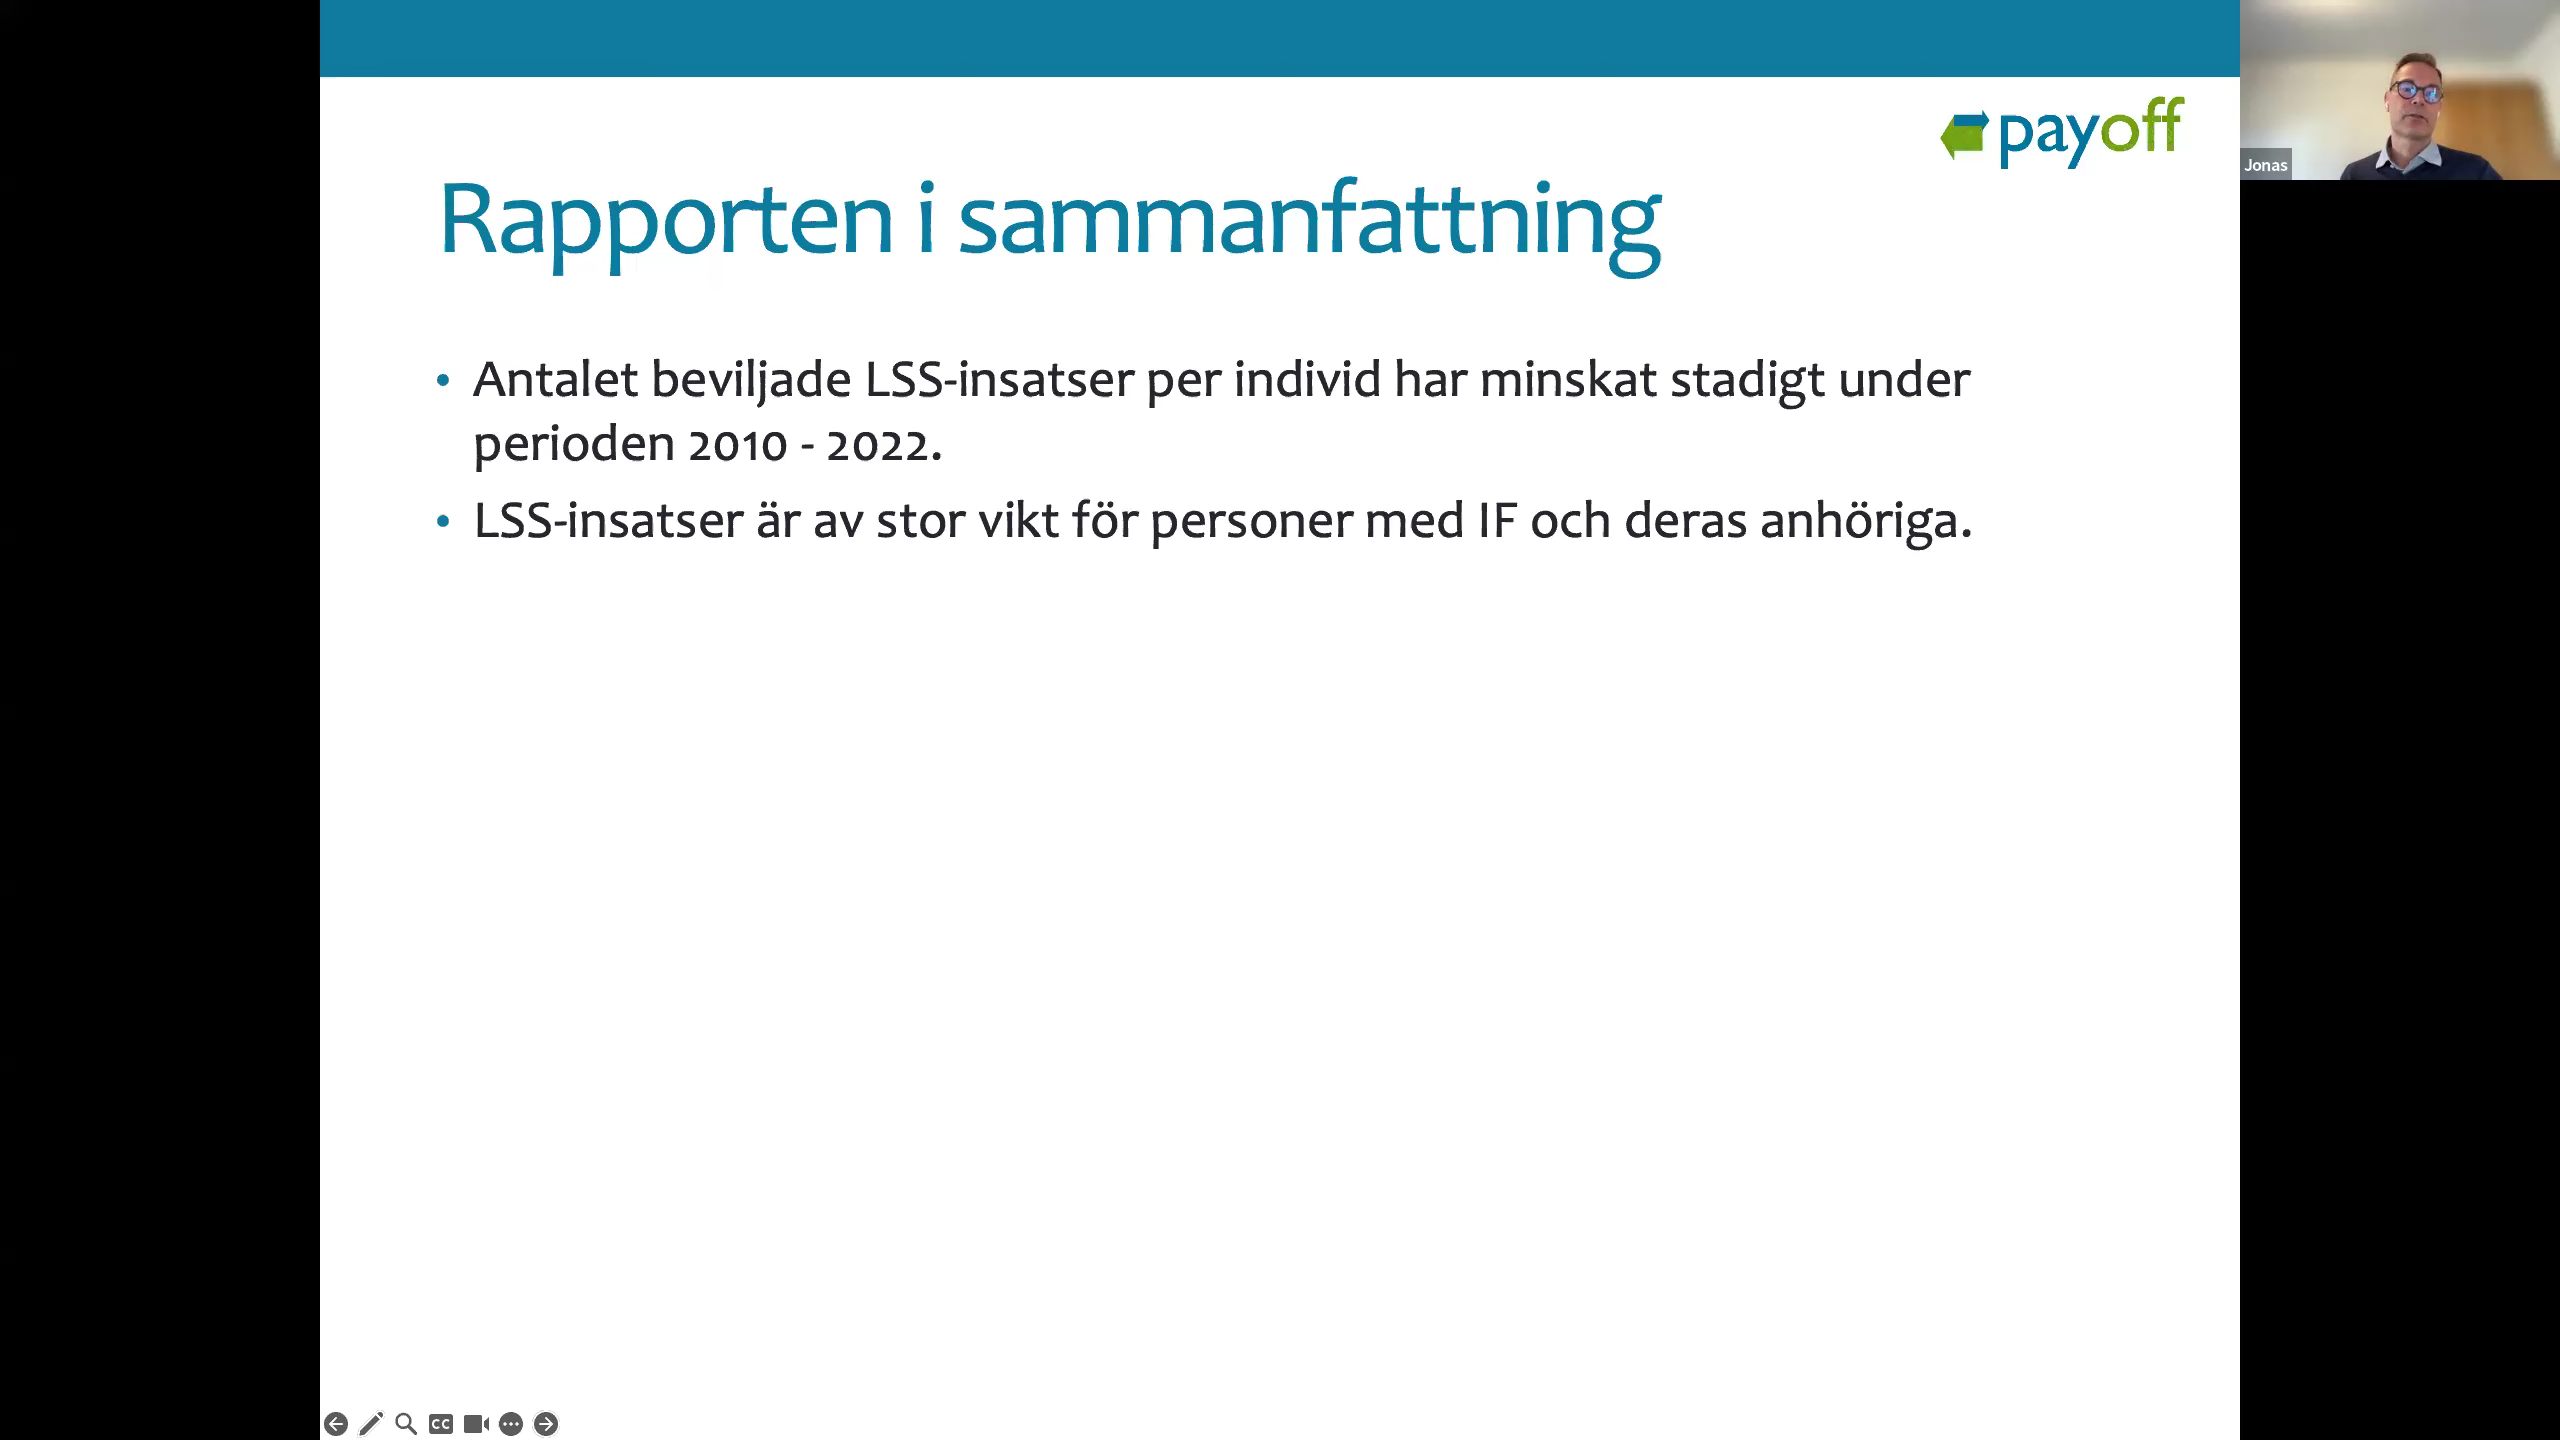 payoff
Jonas
Rapporten i sammanfattning
• Antalet beviljade LSS-insatser per individ har minskat stadigt under
perioden 2010 - 2022.
• LSS-insatser är av stor vikt för personer med IF och deras anhöriga.
CC